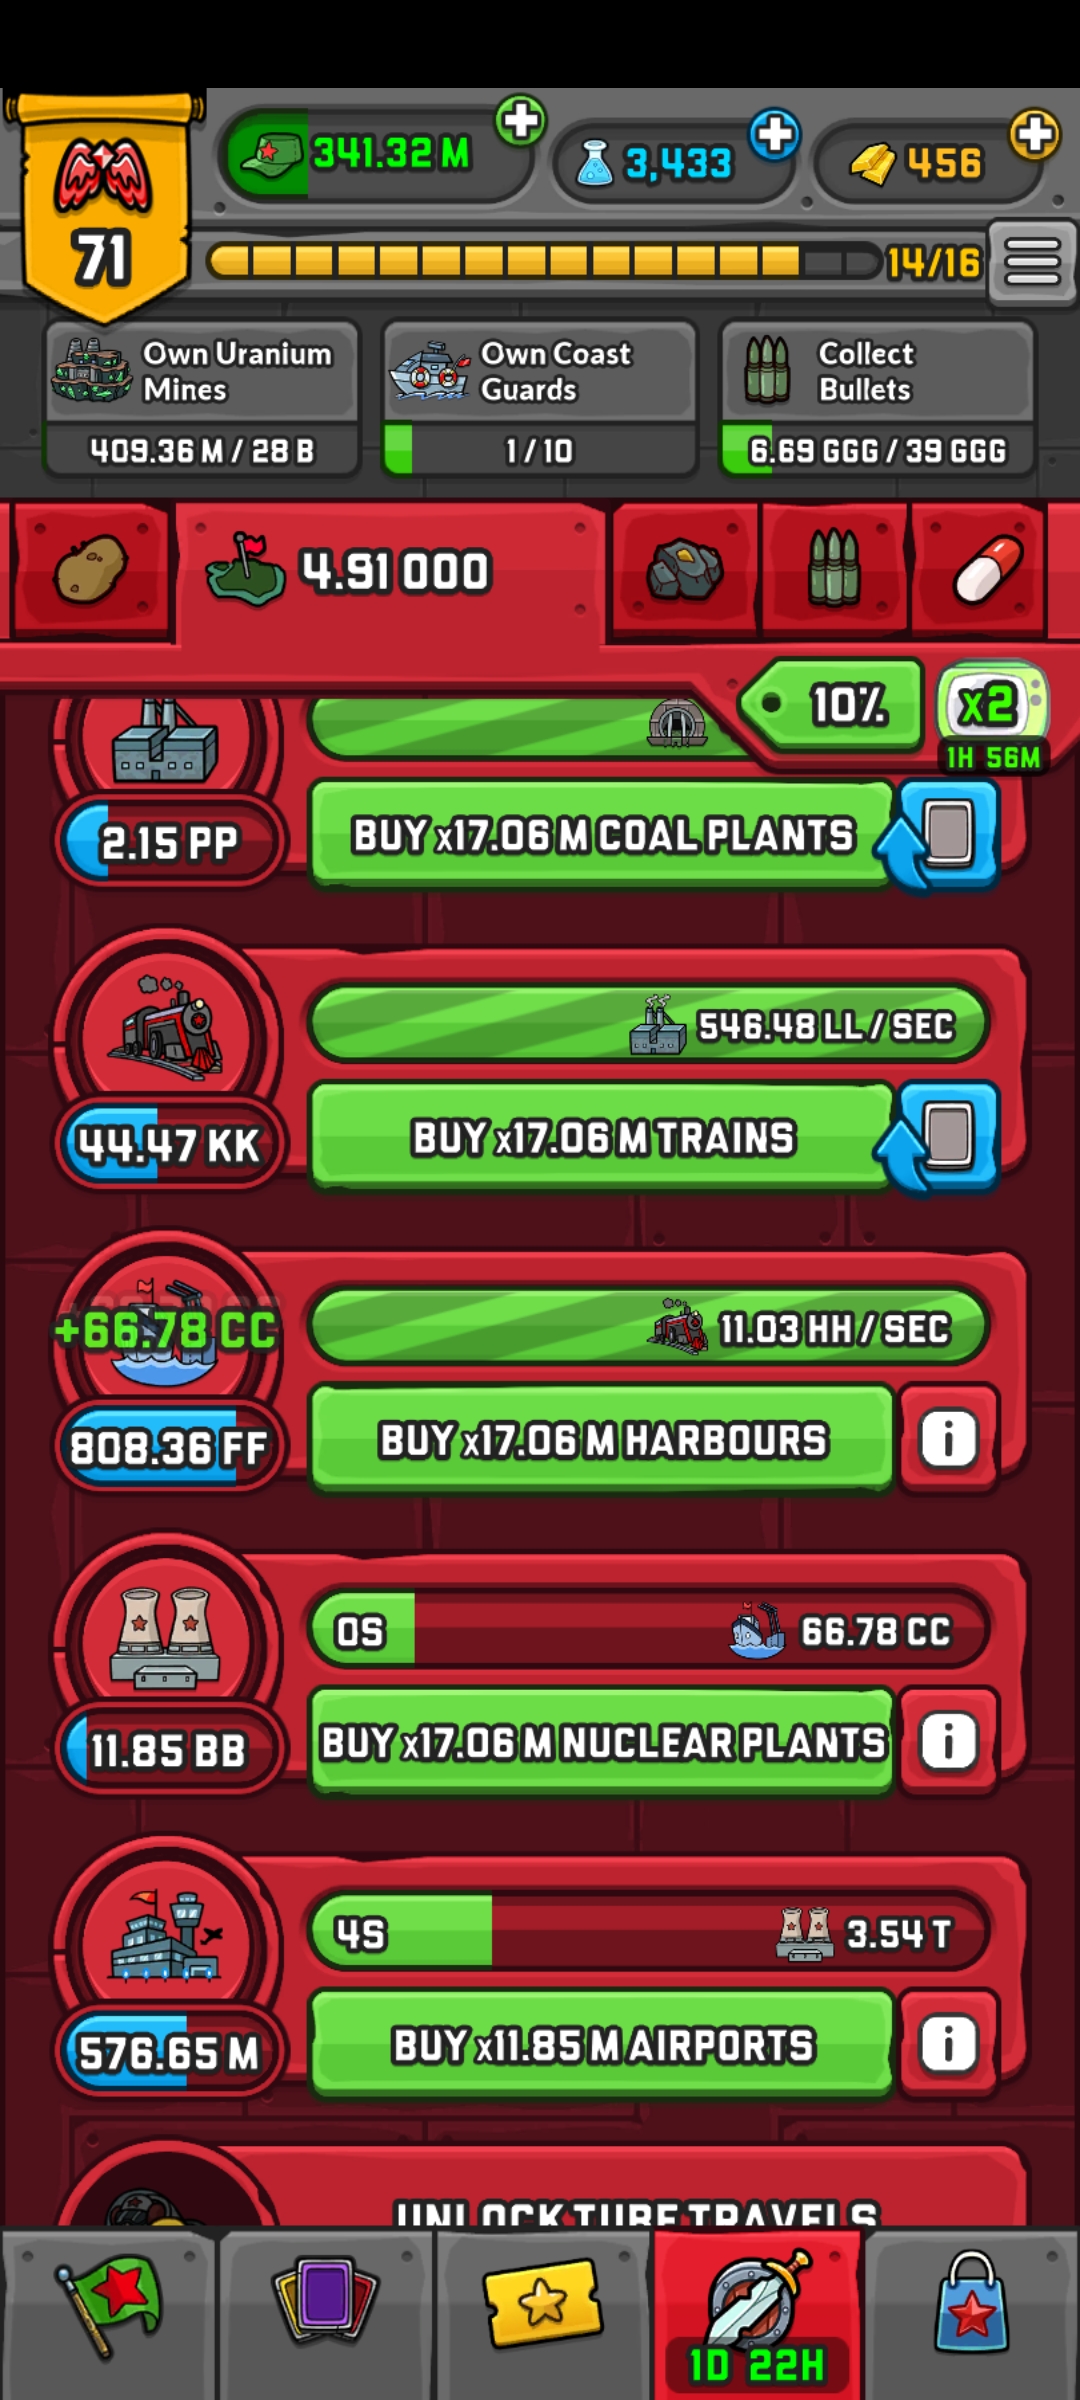 341.32 M
3,433
456
71
14/16
Own Uranium
Mines
409.36 M / 28 B
Own Coast
Guards
1 / 10
Collect
Bullets
6.69 GGG / 39 GGG
4.91 000
10%
x2
1H 56M
2.15 PP
BUY x17.06 M COAL PLANTS
546.48 LL / SEC
44.47 KK
BUY x17.06 M TRAINS
+66.78 CC
11.03 HH / SEC
808.36 FF
BUY x17.06 M HARBOURS
i
0S
66.78 CC
11.85 BB
BUY x17.06 M NUCLEAR PLANTS
i
4S
3.54 T
576.65 M
BUY x11.85 M AIRPORTS
i
UNLOCK TUBE TRAVELS
1D 22H